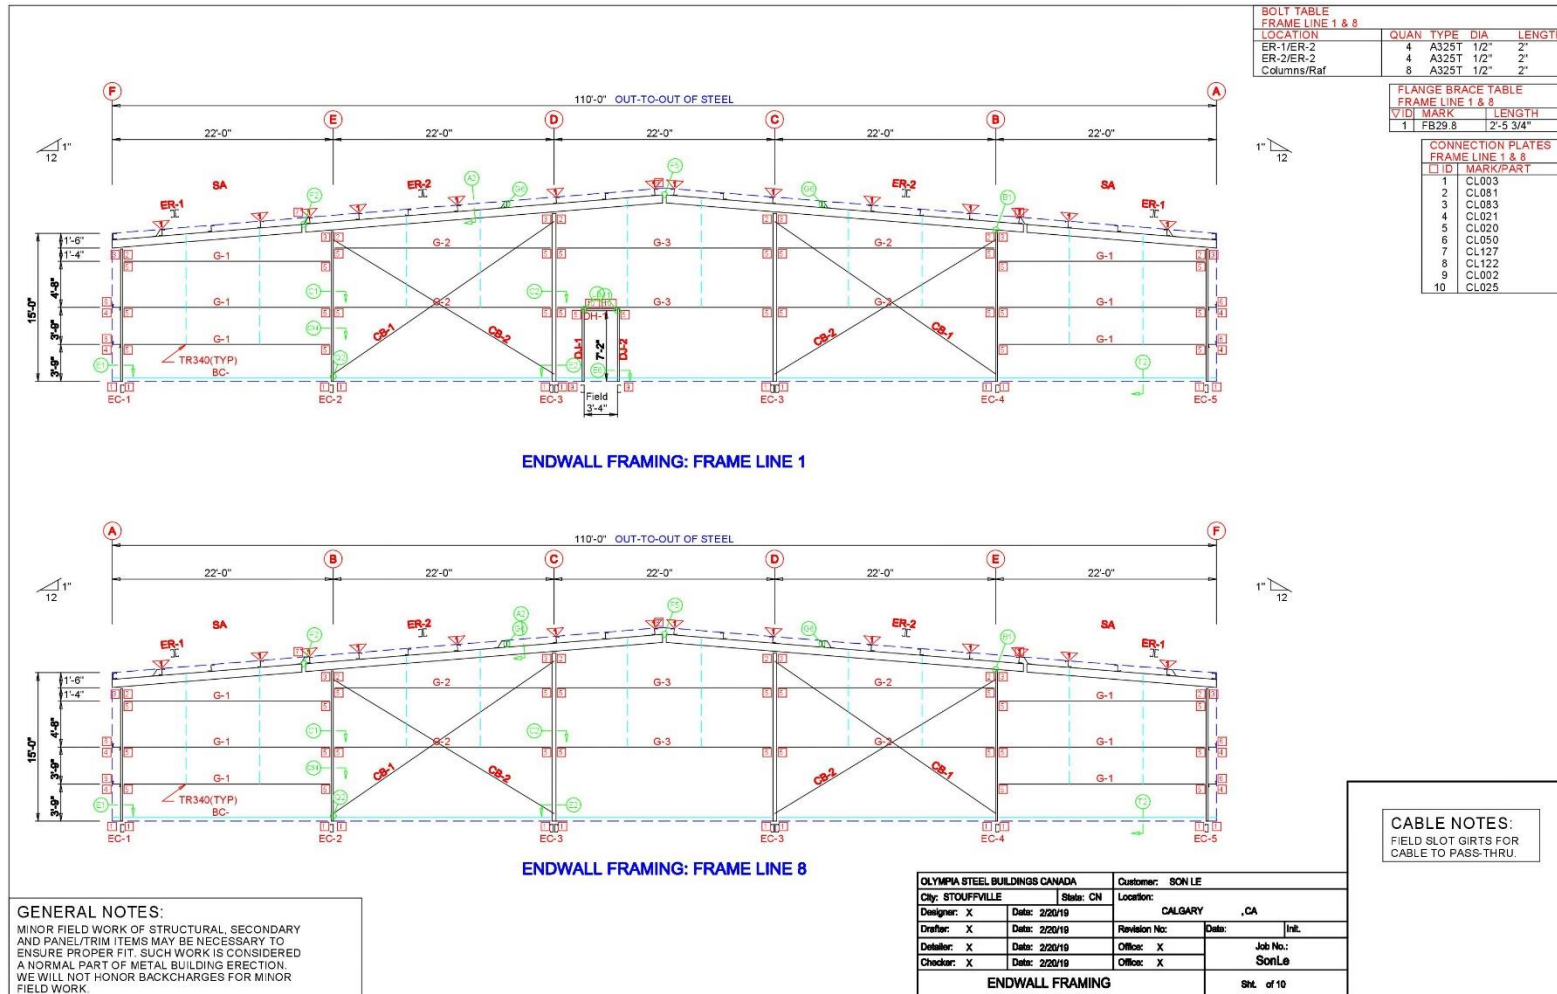 BOLT TABLE
FRAME LINE 1 & 8
LOCATION QUAN TYPE DIA LENGTH
ER-1/ER-2 4 A325T 1/2" 2"
ER-2/ER-2 4 A325T 1/2" 2"
Columns/Raf 8 A325T 1/2" 2"
FLANGE BRACE TABLE
FRAME LINE 1 & 8
▽ID MARK LENGTH
1 FB29.8 2'-5 3/4"
CONNECTION PLATES
FRAME LINE 1 & 8
□ ID MARK/PART
1 CL003
2 CL081
3 CL083
4 CL021
5 CL020
6 CL050
7 CL127
8 CL122
9 CL002
10 CL025
F A
110'-0" OUT-TO-OUT OF STEEL
E D C B
22'-0" 22'-0" 22'-0" 22'-0" 22'-0"
1" 12 1" 12
SA ER-1 ER-2 ER-2 SA ER-1
1'-6"
1'-4"
4'-8"
3'-9"
3'-9"
15'-0"
G-1 G-2 G-3 G-2 G-1
G-1 G-2 G-3 G-2 G-1
G-1 G-1
CB-1 CB-2 CB-2 CB-1
DH-1
DJ-1 7'-2" DJ-2
TR340(TYP)
BC-
EC-1 EC-2 EC-3 EC-3 EC-4 EC-5
Field
3'-4"
ENDWALL FRAMING: FRAME LINE 1
A F
110'-0" OUT-TO-OUT OF STEEL
B C D E
22'-0" 22'-0" 22'-0" 22'-0" 22'-0"
1" 12 1" 12
SA ER-1 ER-2 ER-2 SA ER-1
1'-6"
1'-4"
4'-8"
3'-9"
3'-9"
15'-0"
G-1 G-2 G-3 G-2 G-1
G-1 G-2 G-3 G-2 G-1
G-1 G-1
CB-1 CB-2 CB-2 CB-1
TR340(TYP)
BC-
EC-1 EC-2 EC-3 EC-3 EC-4 EC-5
ENDWALL FRAMING: FRAME LINE 8
CABLE NOTES:
FIELD SLOT GIRTS FOR
CABLE TO PASS-THRU.
GENERAL NOTES:
MINOR FIELD WORK OF STRUCTURAL, SECONDARY
AND PANEL/TRIM ITEMS MAY BE NECESSARY TO
ENSURE PROPER FIT. SUCH WORK IS CONSIDERED
A NORMAL PART OF METAL BUILDING ERECTION.
WE WILL NOT HONOR BACKCHARGES FOR MINOR
FIELD WORK.
OLYMPIA STEEL BUILDINGS CANADA Customer: SON LE
City: STOUFFVILLE State: CN Location:
Designer: X Date: 2/20/19 CALGARY ,CA
Drafter: X Date: 2/20/19 Revision No: Date: Init.
Detailer: X Date: 2/20/19 Office: X Job No.:
Checker: X Date: 2/20/19 Office: X SonLe
ENDWALL FRAMING Sht. of 10